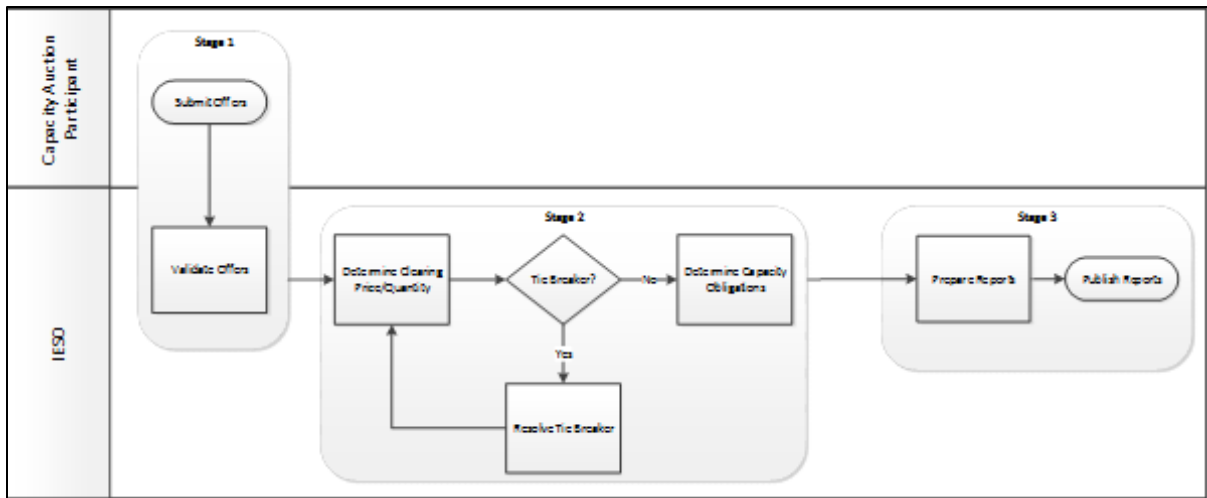 Capacity Auction
Participant
Stage 1
Submit Offers
Validate Offers
IESO
Stage 2
Determine Clearing
Price/Quantity
Tie Breaker?
No
Determine Capacity
Obligations
Yes
Resolve Tie Breaker
Stage 3
Prepare Reports
Publish Reports